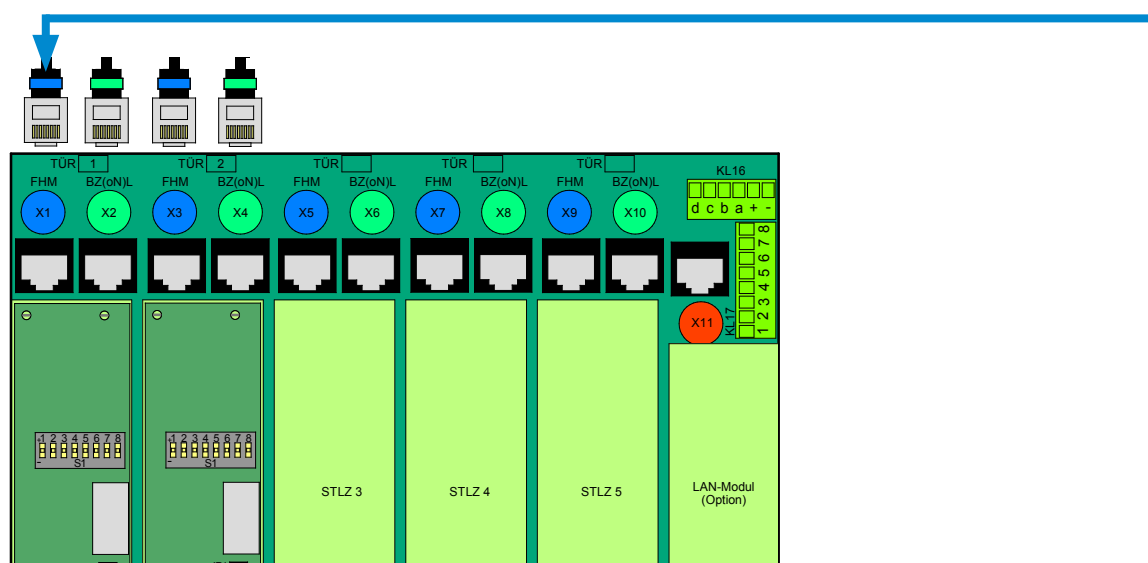 TÜR 1 TÜR 2 TÜR TÜR TÜR
KL16
FHM BZ(oN)L FHM BZ(oN)L FHM BZ(oN)L FHM BZ(oN)L FHM BZ(oN)L
X1 X2 X3 X4 X5 X6 X7 X8 X9 X10
d c b a + -
1 2 3 4 5 6 7 8
KL17
X11
+ 1 2 3 4 5 6 7 8
-
S1
+ 1 2 3 4 5 6 7 8
-
S1
STLZ 3
STLZ 4
STLZ 5
LAN-Modul
(Option)